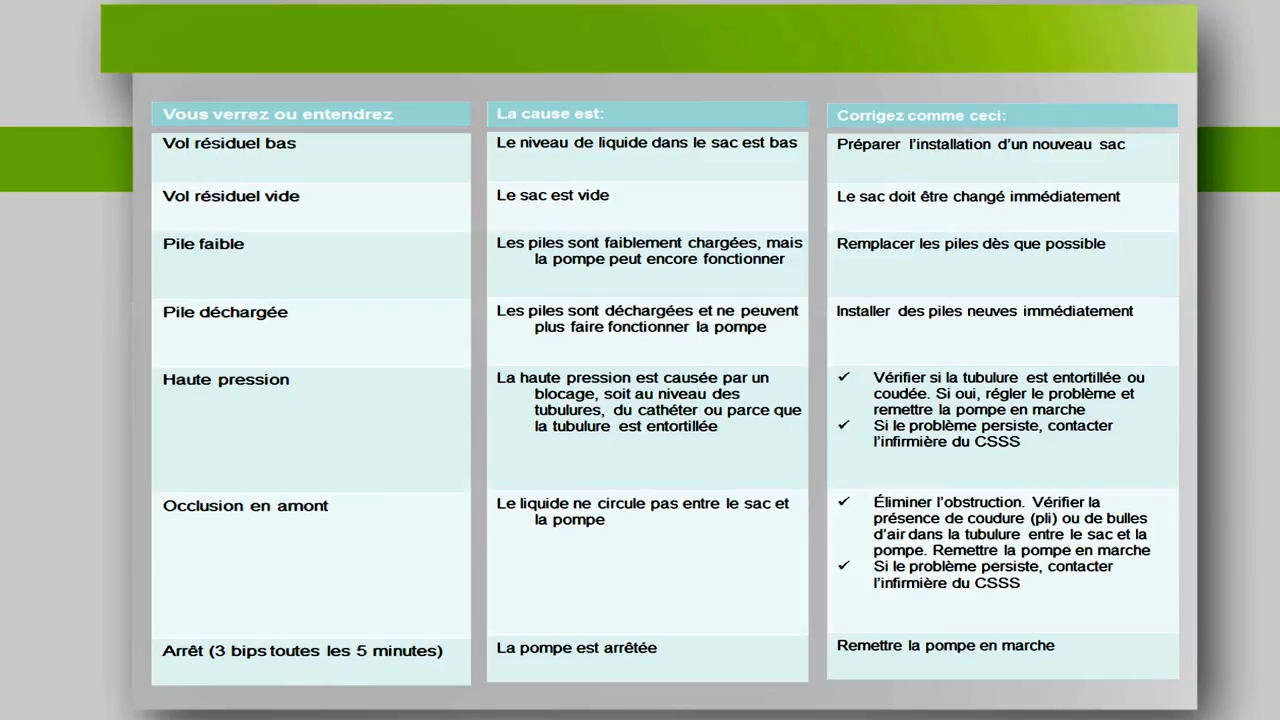 Vous verrez ou entendrez
La cause est:
Corrigez comme ceci:
Vol résiduel bas
Le niveau de liquide dans le sac est bas
Préparer l'installation d'un nouveau sac
Vol résiduel vide
Le sac est vide
Le sac doit être changé immédiatement
Pile faible
Les piles sont faiblement chargées, mais
la pompe peut encore fonctionner
Remplacer les piles dès que possible
Pile déchargée
Les piles sont déchargées et ne peuvent
plus faire fonctionner la pompe
Installer des piles neuves immédiatement
Haute pression
La haute pression est causée par un
blocage, soit au niveau des
tubulures, du cathéter ou parce que
la tubulure est entortillée
✓ Vérifier si la tubulure est entortillée ou
coudée. Si oui, régler le problème et
remettre la pompe en marche
✓ Si le problème persiste, contacter
l'infirmière du CSSS
Occlusion en amont
Le liquide ne circule pas entre le sac et
la pompe
✓ Éliminer l'obstruction. Vérifier la
présence de coudure (pli) ou de bulles
d'air dans la tubulure entre le sac et la
pompe. Remettre la pompe en marche
✓ Si le problème persiste, contacter
l'infirmière du CSSS
Arrêt (3 bips toutes les 5 minutes)
La pompe est arrêtée
Remettre la pompe en marche